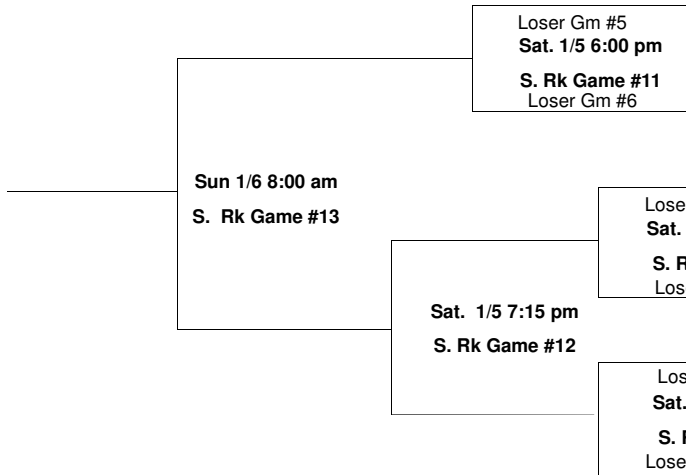 Loser Gm #5
Sat. 1/5 6:00 pm
S. Rk Game #11
Loser Gm #6
Sun 1/6 8:00 am
S. Rk Game #13
Sat.
S.
Sat. 1/5 7:15 pm
S. Rk Game #12
Sat.
S.